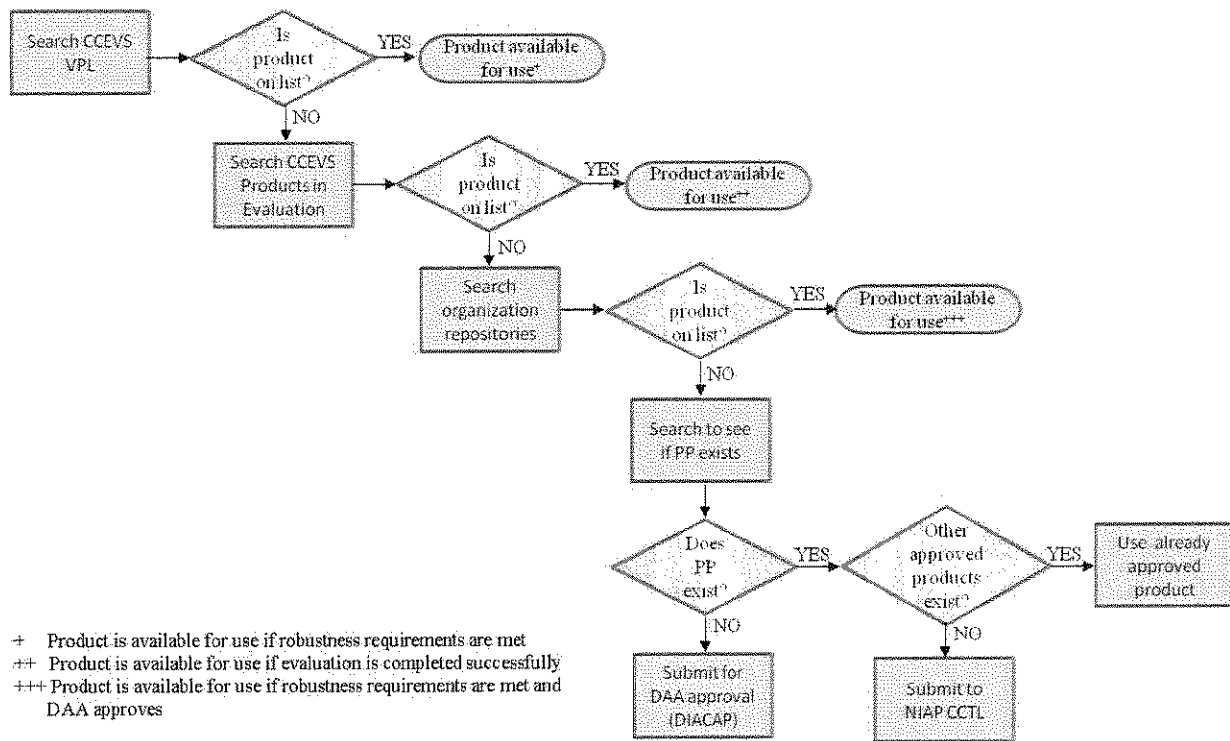 Search CCEVS
VPL
Is
product
on list?
YES
Product available
for use+
NO
Search CCEVS
Products in
Evaluation
Is
product
on list?
YES
Product available
for use++
NO
Search
organization
repositories
Is
product
on list?
YES
Product available
for use+++
NO
Search to see
if PP exists
Does
PP
exist?
YES
Other
approved
products
exist?
YES
Use already
approved
product
NO
NO
Submit for
DAA approval
(DIACAP)
Submit to
NIAP CCTL
+ Product is available for use if robustness requirements are met
++ Product is available for use if evaluation is completed successfully
+++ Product is available for use if robustness requirements are met and
DAA approves